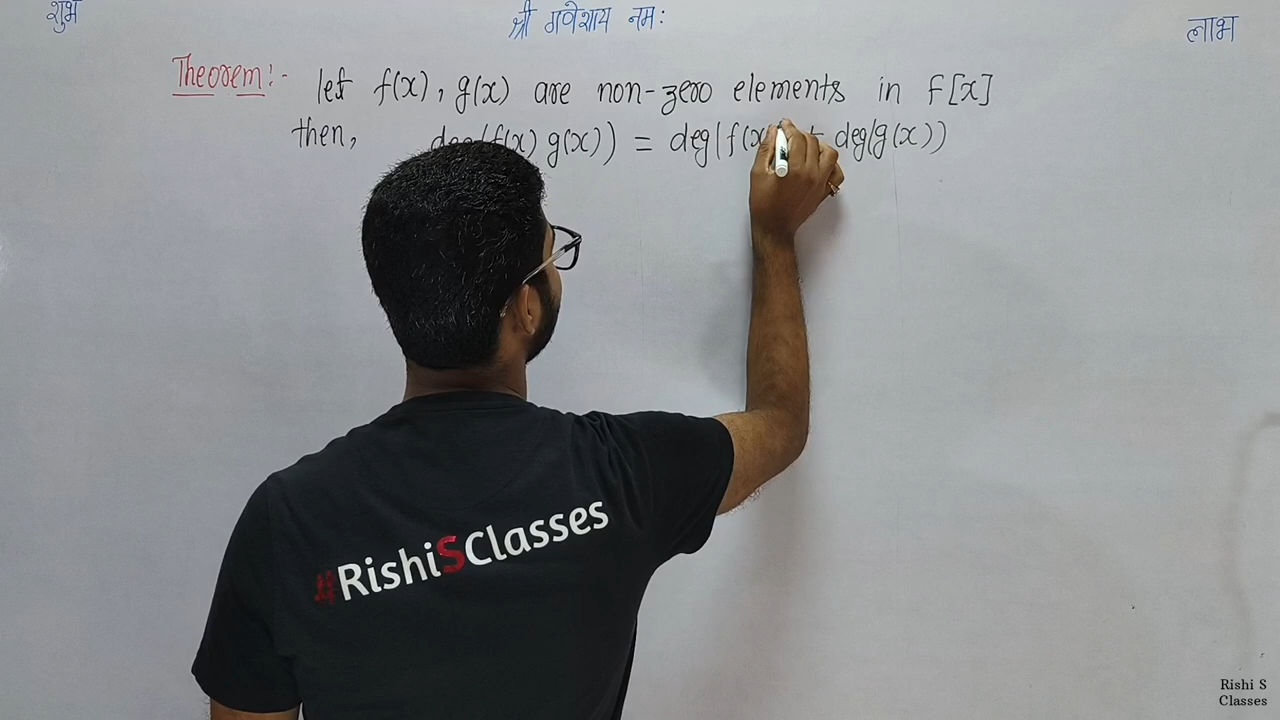 शुभ श्री गणेशाय नमः लाभ
Theorem:- let f(x), g(x) are non-zero elements in F[x]
then, deg(f(x) g(x)) = deg(f(x) + deg(g(x))
#RishiSClasses
Rishi S
Classes